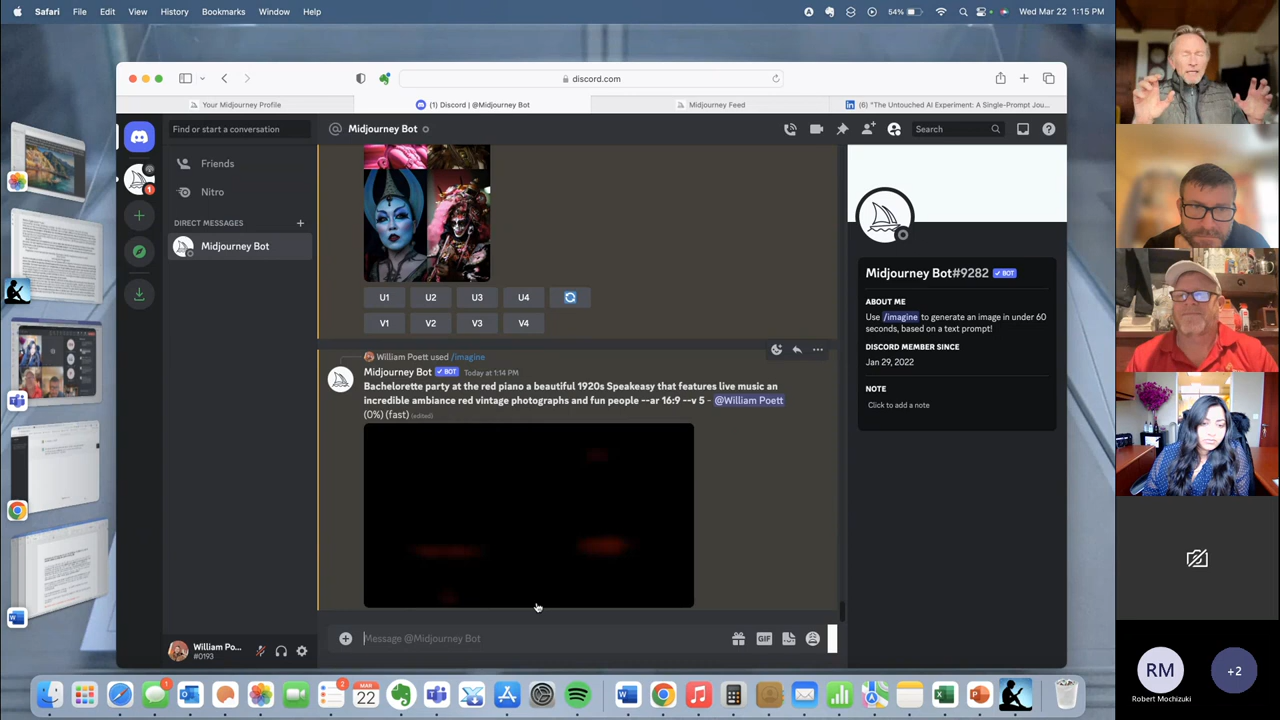 Safari File Edit View History Bookmarks Window Help
54% Wed Mar 22 1:15 PM
discord.com
Your Midjourney Profile
(1) Discord | @Midjourney Bot
Midjourney Feed
(6) "The Untouched AI Experiment: A Single-Prompt Jou...
Find or start a conversation
Midjourney Bot
Search
Friends
Nitro
1
DIRECT MESSAGES
Midjourney Bot
U1 U2 U3 U4
V1 V2 V3 V4
William Poett used /imagine
Midjourney Bot BOT Today at 1:14 PM
Bachelorette party at the red piano a beautiful 1920s Speakeasy that features live music an
incredible ambiance red vintage photographs and fun people --ar 16:9 --v 5 - @William Poett
(0%) (fast) (edited)
Message @Midjourney Bot
GIF
William Po...
#0193
Midjourney Bot#9282 BOT
ABOUT ME
Use /imagine to generate an image in under 60
seconds, based on a text prompt!
DISCORD MEMBER SINCE
Jan 29, 2022
NOTE
Click to add a note
RM
Robert Mochizuki
+2
1
2
MAR
22